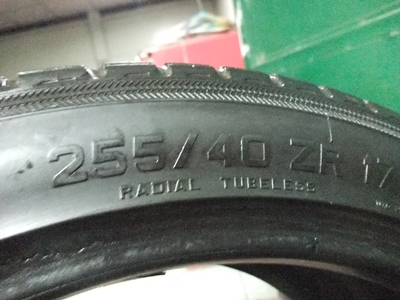 255/40 ZR 17
RADIAL TUBELESS